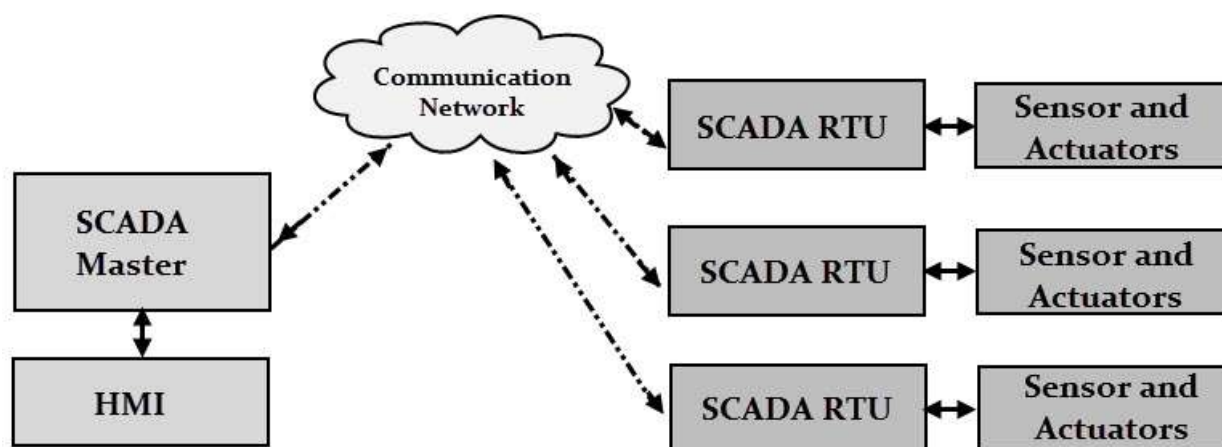 Communication
Network
SCADA
Master
HMI
SCADA RTU
Sensor and
Actuators
SCADA RTU
Sensor and
Actuators
SCADA RTU
Sensor and
Actuators